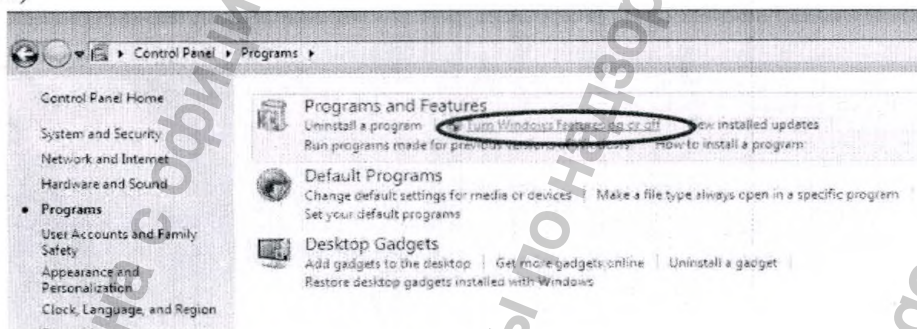 Control Panel ▸ Programs ▸
Control Panel Home
System and Security
Network and Internet
Hardware and Sound
• Programs
User Accounts and Family
Safety
Appearance and
Personalization
Clock, Language, and Region
Programs and Features
Uninstall a program Turn Windows features on or off View installed updates
Run programs made for previous versions of Windows How to install a program
Default Programs
Change default settings for media or devices | Make a file type always open in a specific program
Set your default programs
Desktop Gadgets
Add gadgets to the desktop | Get more gadgets online | Uninstall a gadget
Restore desktop gadgets installed with Windows
на с офици
ы по надзор